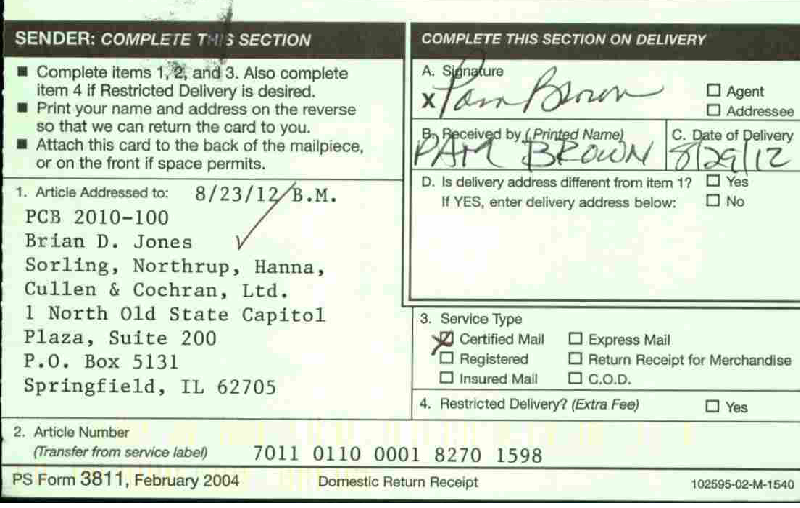 SENDER: COMPLETE THIS SECTION
■ Complete items 1, 2, and 3. Also complete
item 4 if Restricted Delivery is desired.
■ Print your name and address on the reverse
so that we can return the card to you.
■ Attach this card to the back of the mailpiece,
or on the front if space permits.
1. Article Addressed to: 8/23/12 B.M.
PCB 2010-100
Brian D. Jones
Sorling, Northrup, Hanna,
Cullen & Cochran, Ltd.
1 North Old State Capitol
Plaza, Suite 200
P.O. Box 5131
Springfield, IL 62705
2. Article Number
(Transfer from service label) 7011 0110 0001 8270 1598
COMPLETE THIS SECTION ON DELIVERY
A. Signature
X Pam Brown
☐ Agent
☐ Addressee
B. Received by (Printed Name)
PAM BROWN
C. Date of Delivery
8/29/12
D. Is delivery address different from item 1? ☐ Yes
If YES, enter delivery address below: ☐ No
3. Service Type
☒ Certified Mail ☐ Express Mail
☐ Registered ☐ Return Receipt for Merchandise
☐ Insured Mail ☐ C.O.D.
4. Restricted Delivery? (Extra Fee) ☐ Yes
PS Form 3811, February 2004 Domestic Return Receipt 102595-02-M-1540